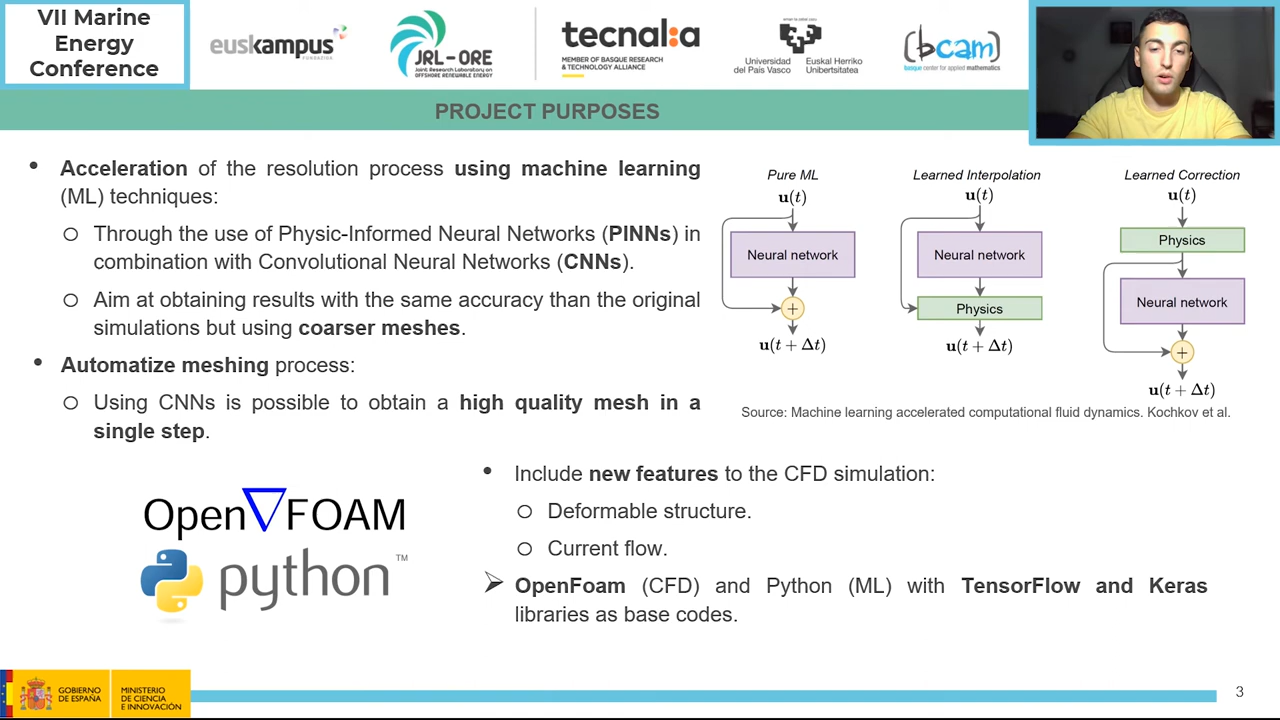 VII Marine
Energy
Conference
euskampus
FUNDAZIOA
JRL-ORE
Joint Research Laboratory on
OFFSHORE RENEWABLE ENERGY
tecnal:a
MEMBER OF BASQUE RESEARCH
& TECHNOLOGY ALLIANCE
Universidad Euskal Herriko
del País Vasco Unibertsitatea
bcam
basque center for applied mathematics
PROJECT PURPOSES
• Acceleration of the resolution process using machine learning
(ML) techniques:
o Through the use of Physic-Informed Neural Networks (PINNs) in
combination with Convolutional Neural Networks (CNNs).
o Aim at obtaining results with the same accuracy than the original
simulations but using coarser meshes.
• Automatize meshing process:
o Using CNNs is possible to obtain a high quality mesh in a
single step.
Pure ML
u(t)
Neural network
+
u(t + Δt)
Learned Interpolation
u(t)
Neural network
Physics
u(t + Δt)
Learned Correction
u(t)
Physics
Neural network
+
u(t + Δt)
Source: Machine learning accelerated computational fluid dynamics. Kochkov et al.
Open∇FOAM
python™
• Include new features to the CFD simulation:
o Deformable structure.
o Current flow.
➢ OpenFoam (CFD) and Python (ML) with TensorFlow and Keras
libraries as base codes.
GOBIERNO
DE ESPAÑA
MINISTERIO
DE CIENCIA
E INNOVACIÓN
3